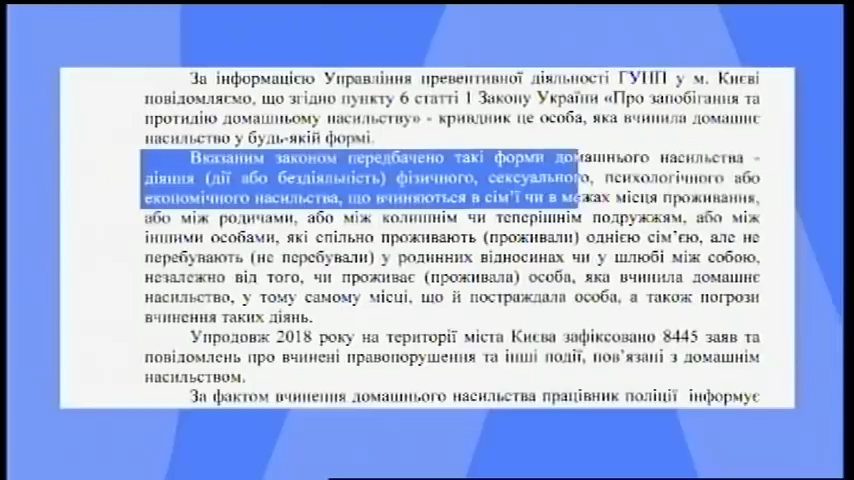 За інформацією Управління превентивної діяльності ГУНП у м. Києві
повідомляємо, що згідно пункту 6 статті 1 Закону України «Про запобігання та
протидію домашньому насильству» - кривдник це особа, яка вчинила домашнє
насильство у будь-якій формі.
Вказаним законом передбачено такі форми домашнього насильства -
діяння (дії або бездіяльність) фізичного, сексуального, психологічного або
економічного насильства, що вчиняються в сім’ї чи в межах місця проживання,
або між родичами, або між колишнім чи теперішнім подружжям, або між
іншими особами, які спільно проживають (проживали) однією сім’єю, але не
перебувають (не перебували) у родинних відносинах чи у шлюбі між собою,
незалежно від того, чи проживає (проживала) особа, яка вчинила домашнє
насильство, у тому самому місці, що й постраждала особа, а також погрози
вчинення таких діянь.
Упродовж 2018 року на території міста Києва зафіксовано 8445 заяв та
повідомлень про вчинені правопорушення та інші події, пов’язані з домашнім
насильством.
За фактом вчинення домашнього насильства працівник поліції інформує